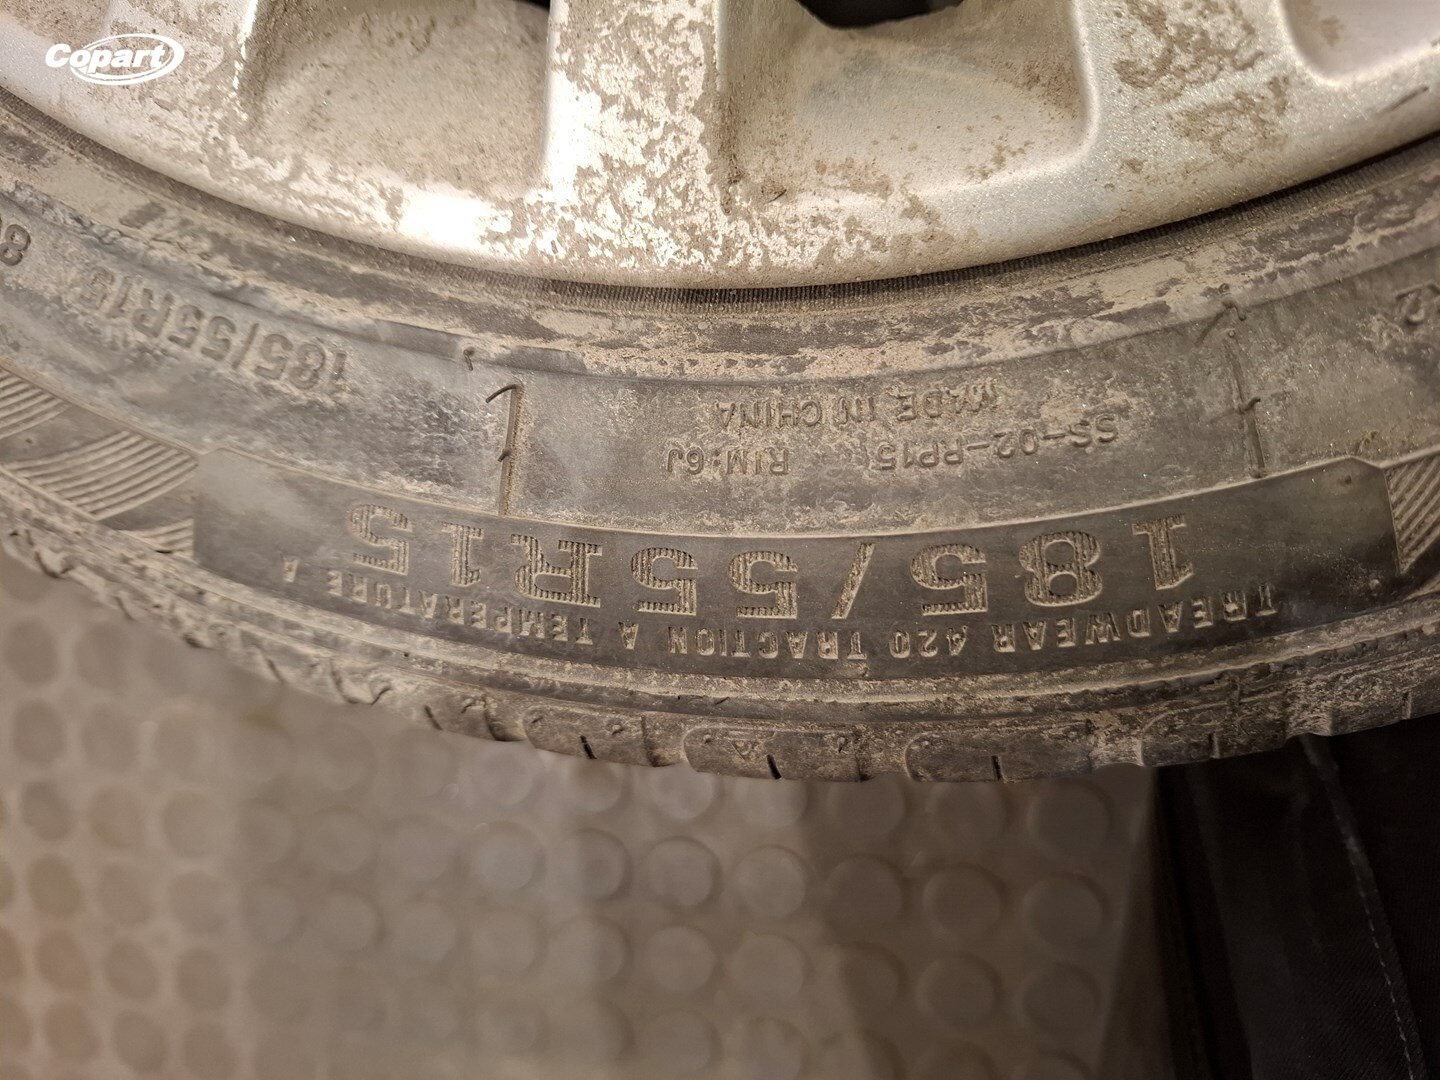 Copart
TREADWEAR 420 TRACTION A TEMPERATURE A
185/55R15
SS-02-RP15 RIM:6J
MADE IN CHINA
185/55R15